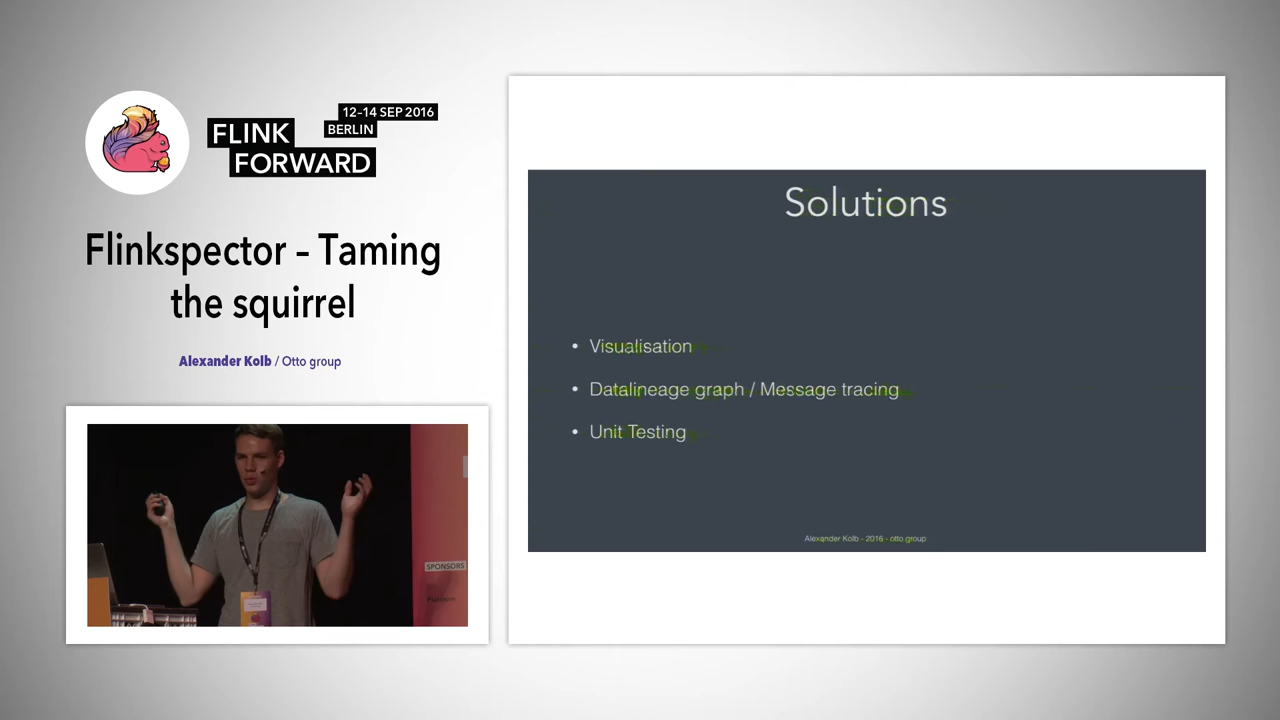 12–14 SEP 2016
BERLIN
FLINK
FORWARD
Flinkspector – Taming
the squirrel
Alexander Kolb / Otto group
SPONSORS
Solutions
• Visualisation
• Datalineage graph / Message tracing
• Unit Testing
Alexander Kolb - 2016 - otto group